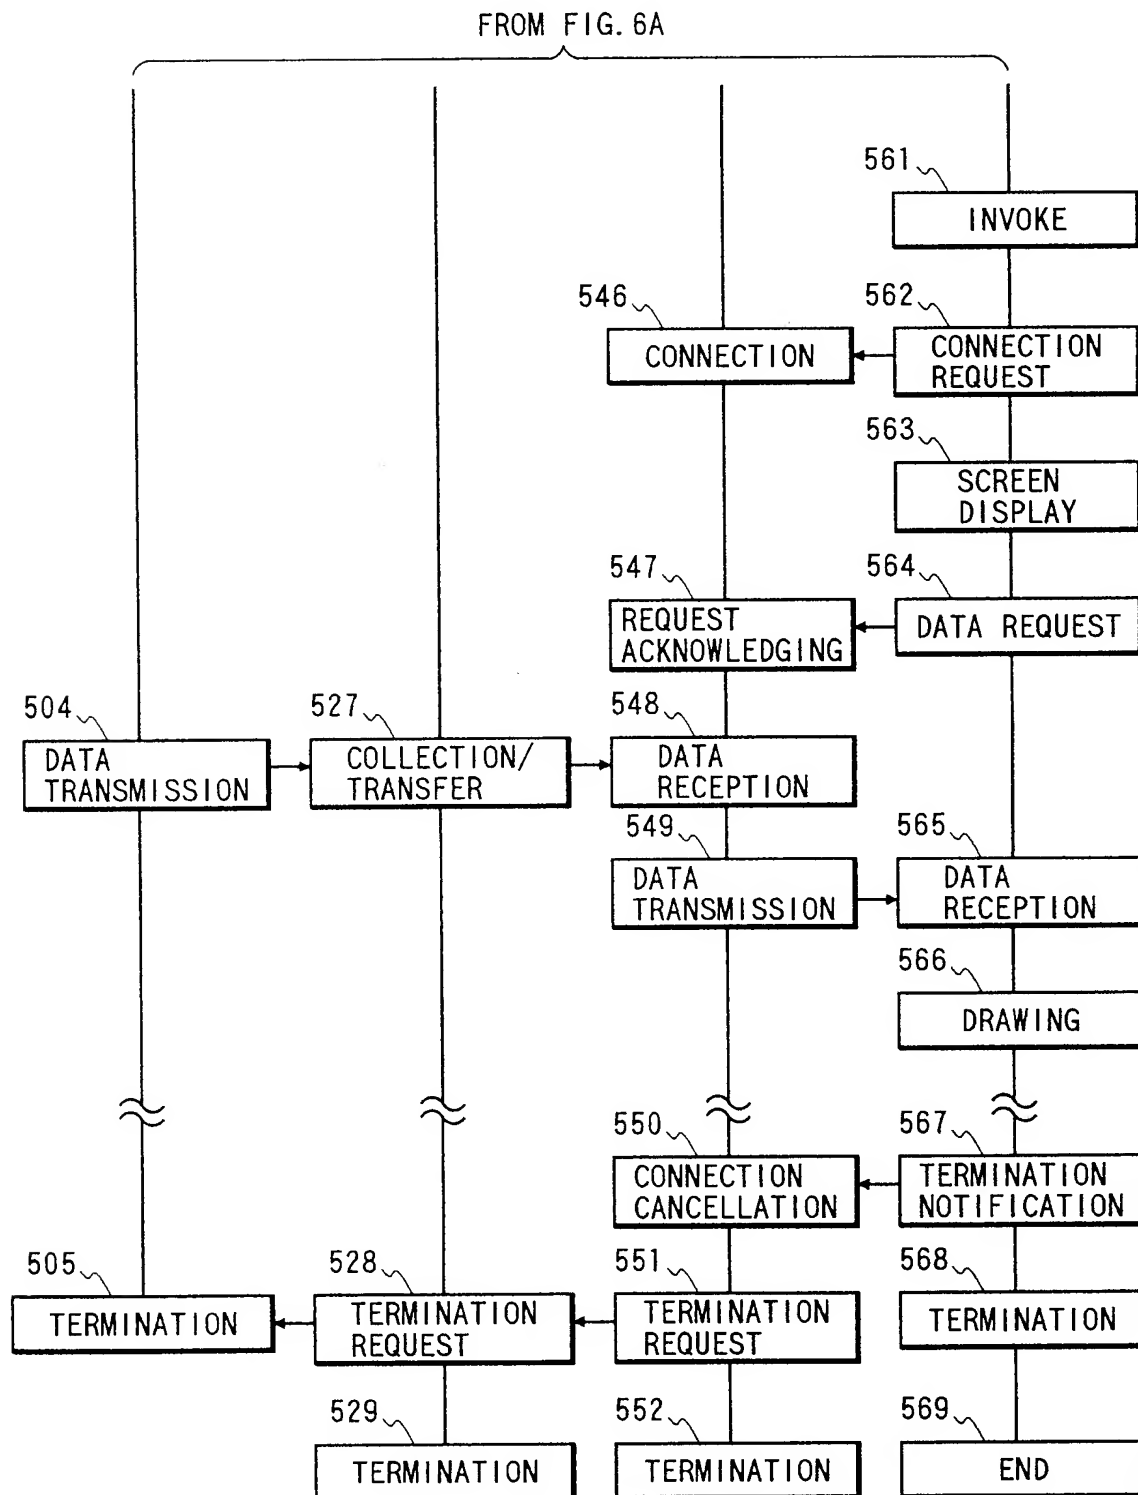 FROM FIG. 6A
561
INVOKE
546
562
CONNECTION
CONNECTION
REQUEST
563
SCREEN
DISPLAY
547
564
REQUEST
ACKNOWLEDGING
DATA REQUEST
504
527
548
DATA
TRANSMISSION
COLLECTION/
TRANSFER
DATA
RECEPTION
549
565
DATA
TRANSMISSION
DATA
RECEPTION
566
DRAWING
550
567
CONNECTION
CANCELLATION
TERMINATION
NOTIFICATION
505
528
551
568
TERMINATION
TERMINATION
REQUEST
TERMINATION
REQUEST
TERMINATION
529
552
569
TERMINATION
TERMINATION
END